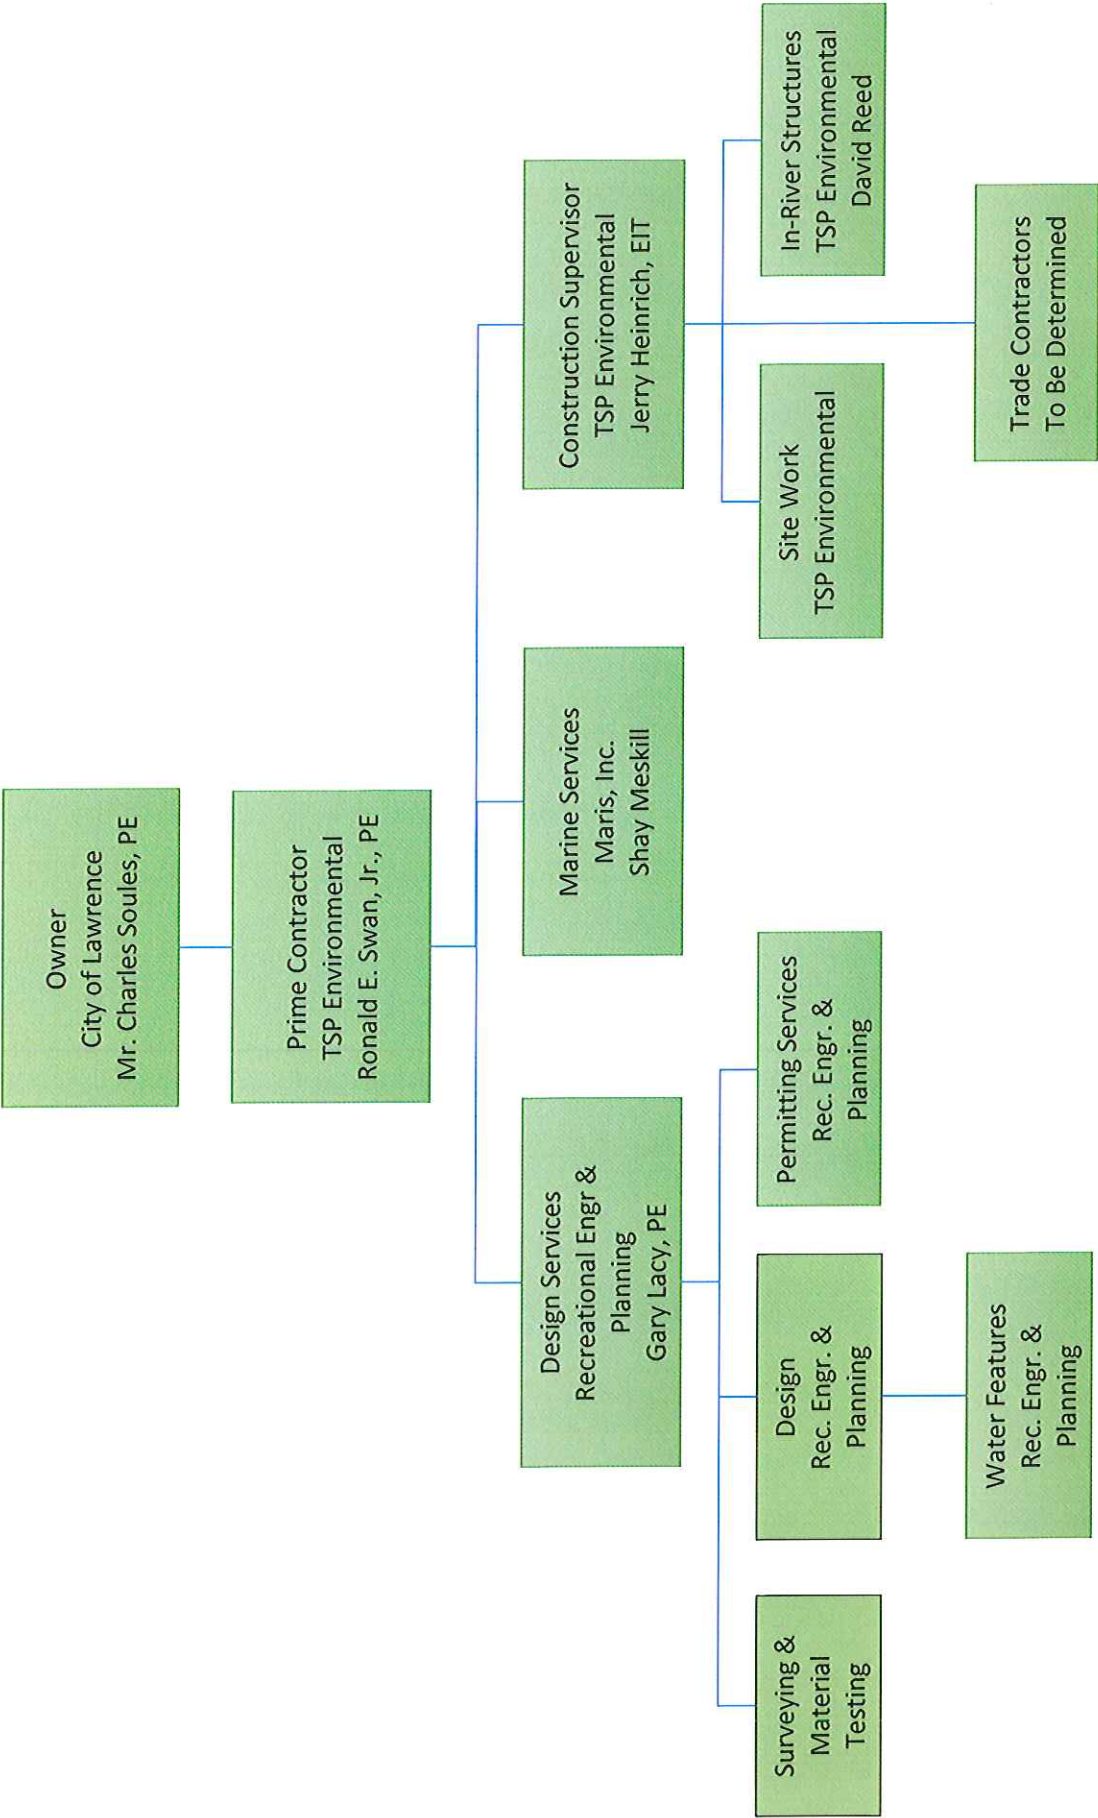 Owner
City of Lawrence
Mr. Charles Soules, PE
Prime Contractor
TSP Environmental
Ronald E. Swan, Jr., PE
Design Services
Recreational Engr &
Planning
Gary Lacy, PE
Marine Services
Maris, Inc.
Shay Meskill
Construction Supervisor
TSP Environmental
Jerry Heinrich, EIT
Surveying &
Material
Testing
Design
Rec. Engr. &
Planning
Permitting Services
Rec. Engr. &
Planning
Site Work
TSP Environmental
In-River Structures
TSP Environmental
David Reed
Water Features
Rec. Engr. &
Planning
Trade Contractors
To Be Determined